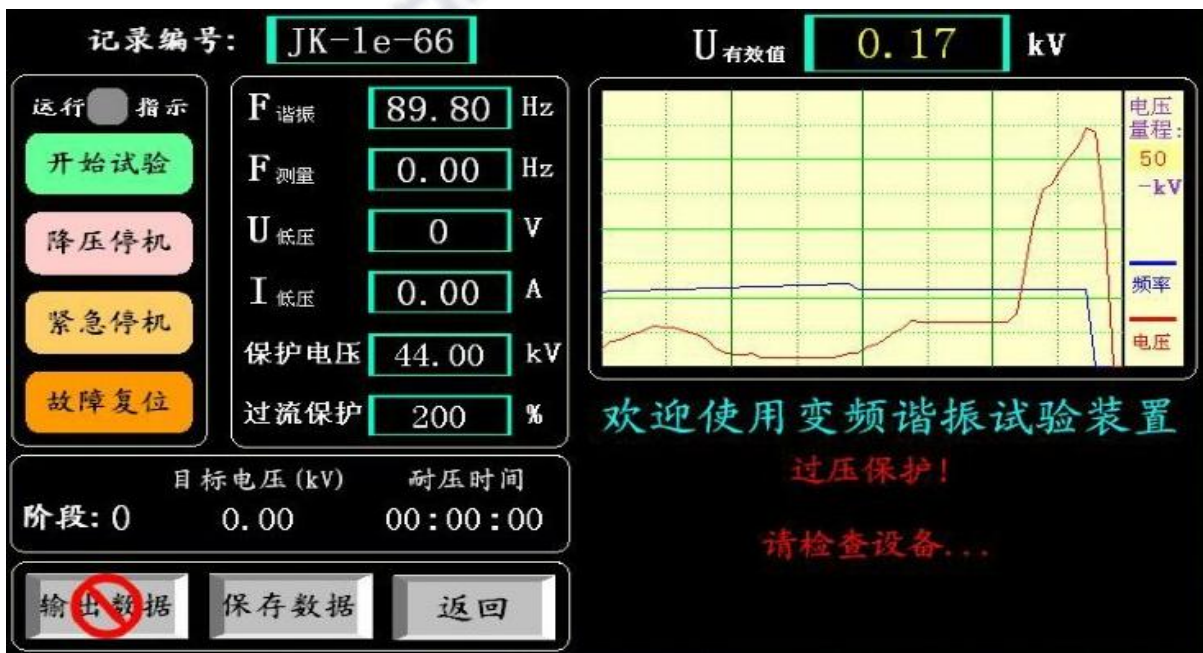 记录编号: JK-1e-66
U有效值 0.17 kV
运行 指示
开始试验
降压停机
紧急停机
故障复位
F谐振 89.80 Hz
F测量 0.00 Hz
U低压 0 V
I低压 0.00 A
保护电压 44.00 kV
过流保护 200 %
电压
量程:
50
-kV
频率
电压
欢迎使用变频谐振试验装置
过压保护!
请检查设备...
目标电压(kV) 耐压时间
阶段: 0 0.00 00:00:00
输出数据 保存数据 返回